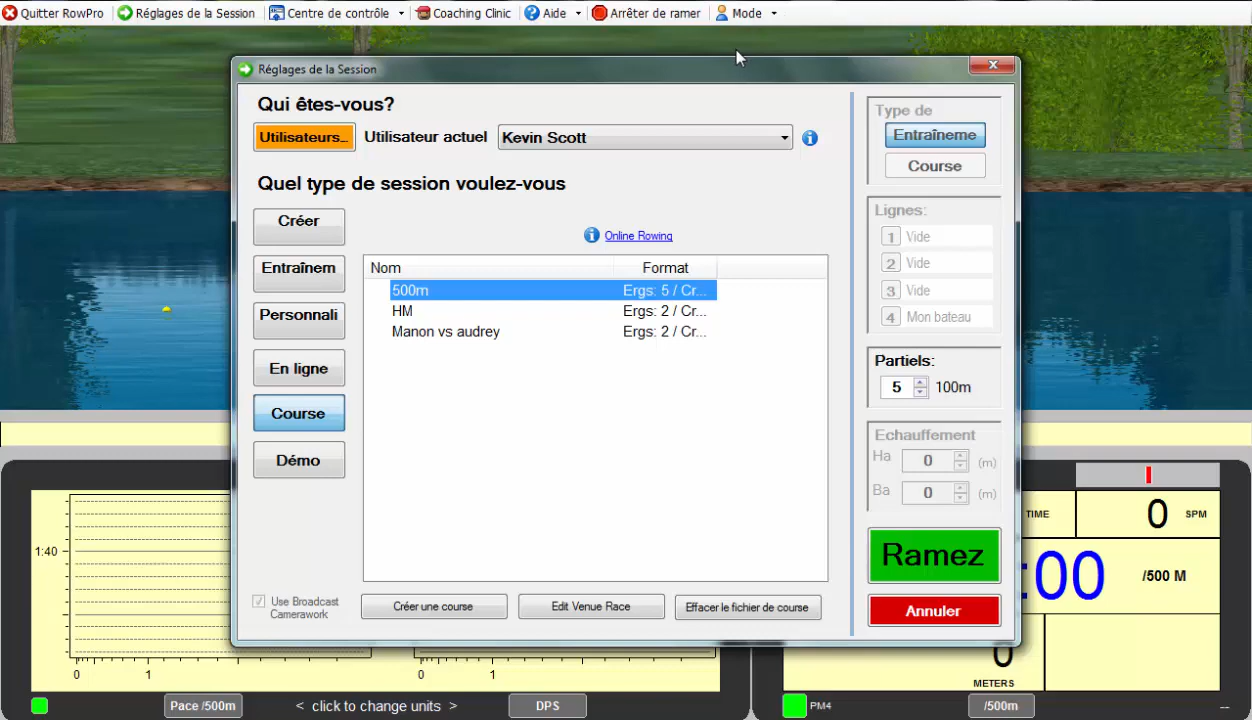 Quitter RowPro Réglages de la Session Centre de contrôle Coaching Clinic Aide Arrêter de ramer Mode
Réglages de la Session
Qui êtes-vous?
Utilisateurs... Utilisateur actuel Kevin Scott
Quel type de session voulez-vous
Créer
Entraînem
Personnali
En ligne
Course
Démo
Online Rowing
Nom Format
500m Ergs: 5 / Cr...
HM Ergs: 2 / Cr...
Manon vs audrey Ergs: 2 / Cr...
Use Broadcast
Camerawork
Créer une course Edit Venue Race Effacer le fichier de course
Type de
Entraîneme
Course
Lignes:
1 Vide
2 Vide
3 Vide
4 Mon bateau
Partiels:
5 100m
Echauffement
Ha 0 (m)
Ba 0 (m)
Ramez
Annuler
1:40
0 1 0 1
Pace /500m < click to change units > DPS
TIME 0 SPM
:00 /500 M
0
METERS
PM4 /500m --